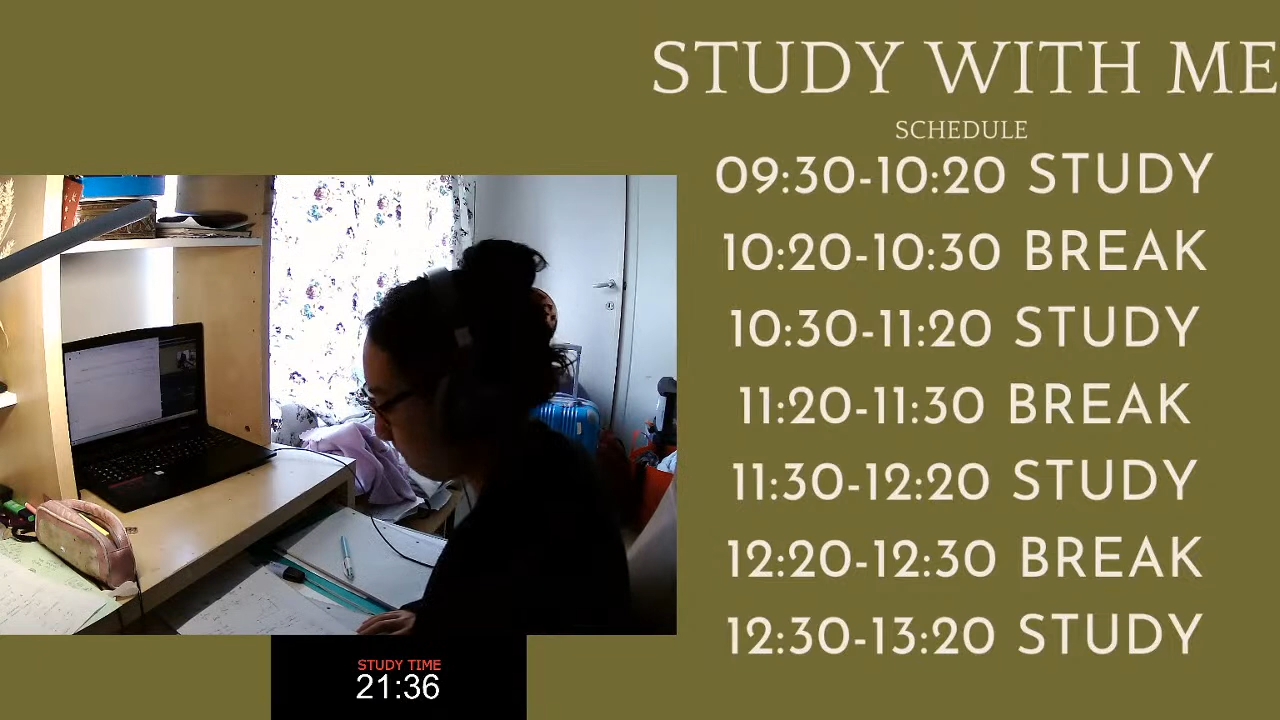 STUDY WITH ME
SCHEDULE
09:30-10:20 STUDY
10:20-10:30 BREAK
10:30-11:20 STUDY
11:20-11:30 BREAK
11:30-12:20 STUDY
12:20-12:30 BREAK
12:30-13:20 STUDY
STUDY TIME
21:36